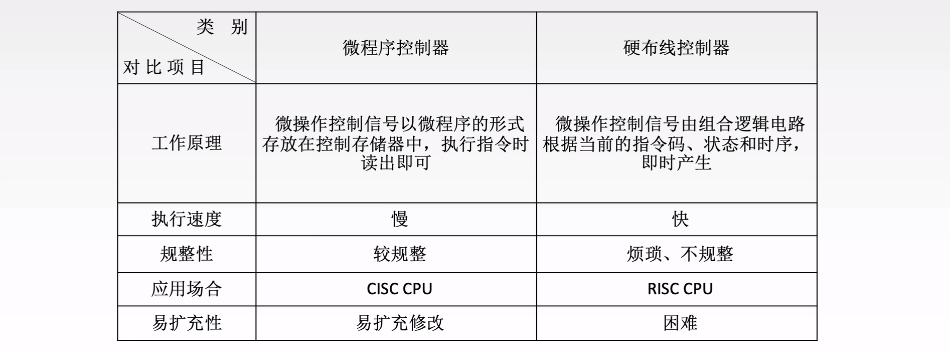 类 别
对 比 项 目
微程序控制器
硬布线控制器
工作原理
微操作控制信号以微程序的形式
存放在控制存储器中，执行指令时
读出即可
微操作控制信号由组合逻辑电路
根据当前的指令码、状态和时序，
即时产生
执行速度
慢
快
规整性
较规整
烦琐、不规整
应用场合
CISC CPU
RISC CPU
易扩充性
易扩充修改
困难